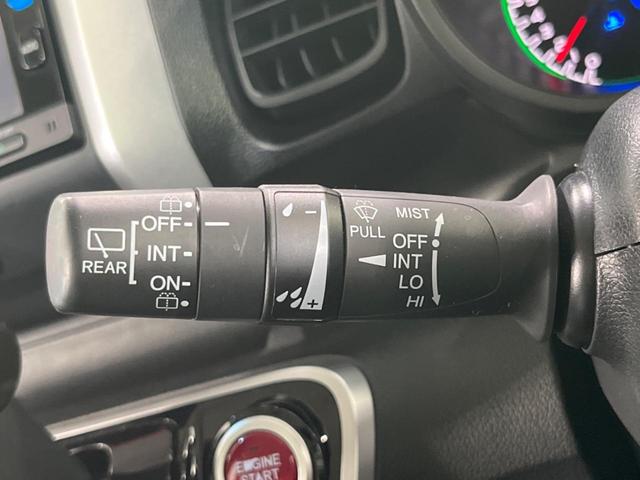 OFF
INT
ON
REAR
−
+
PULL
MIST
OFF
INT
LO
HI
ENGINE
START